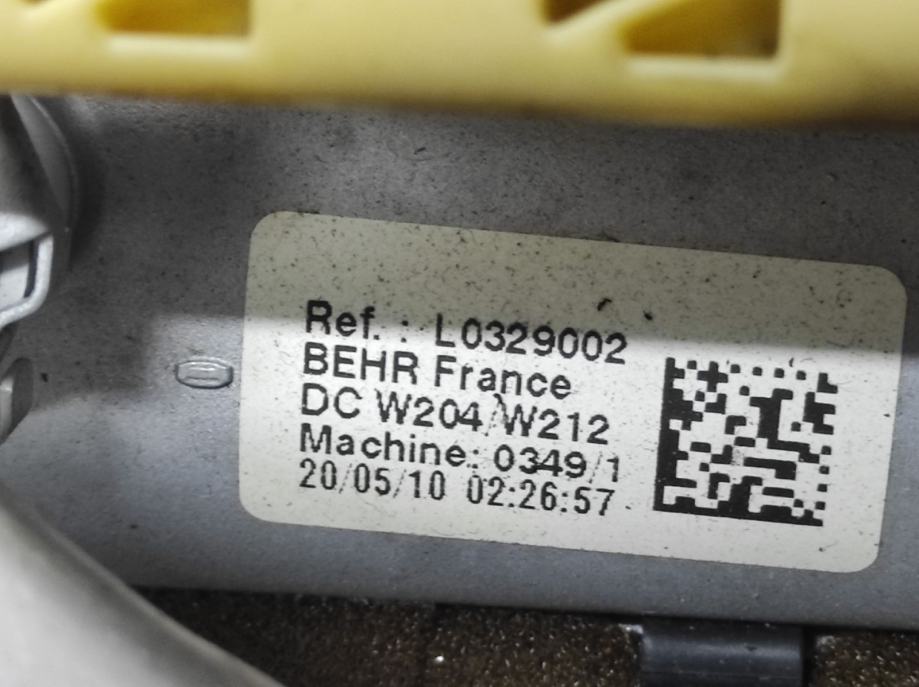 Ref. : L0329002
BEHR France
DC W204/W212
Machine: 0349/1
20/05/10 02:26:57